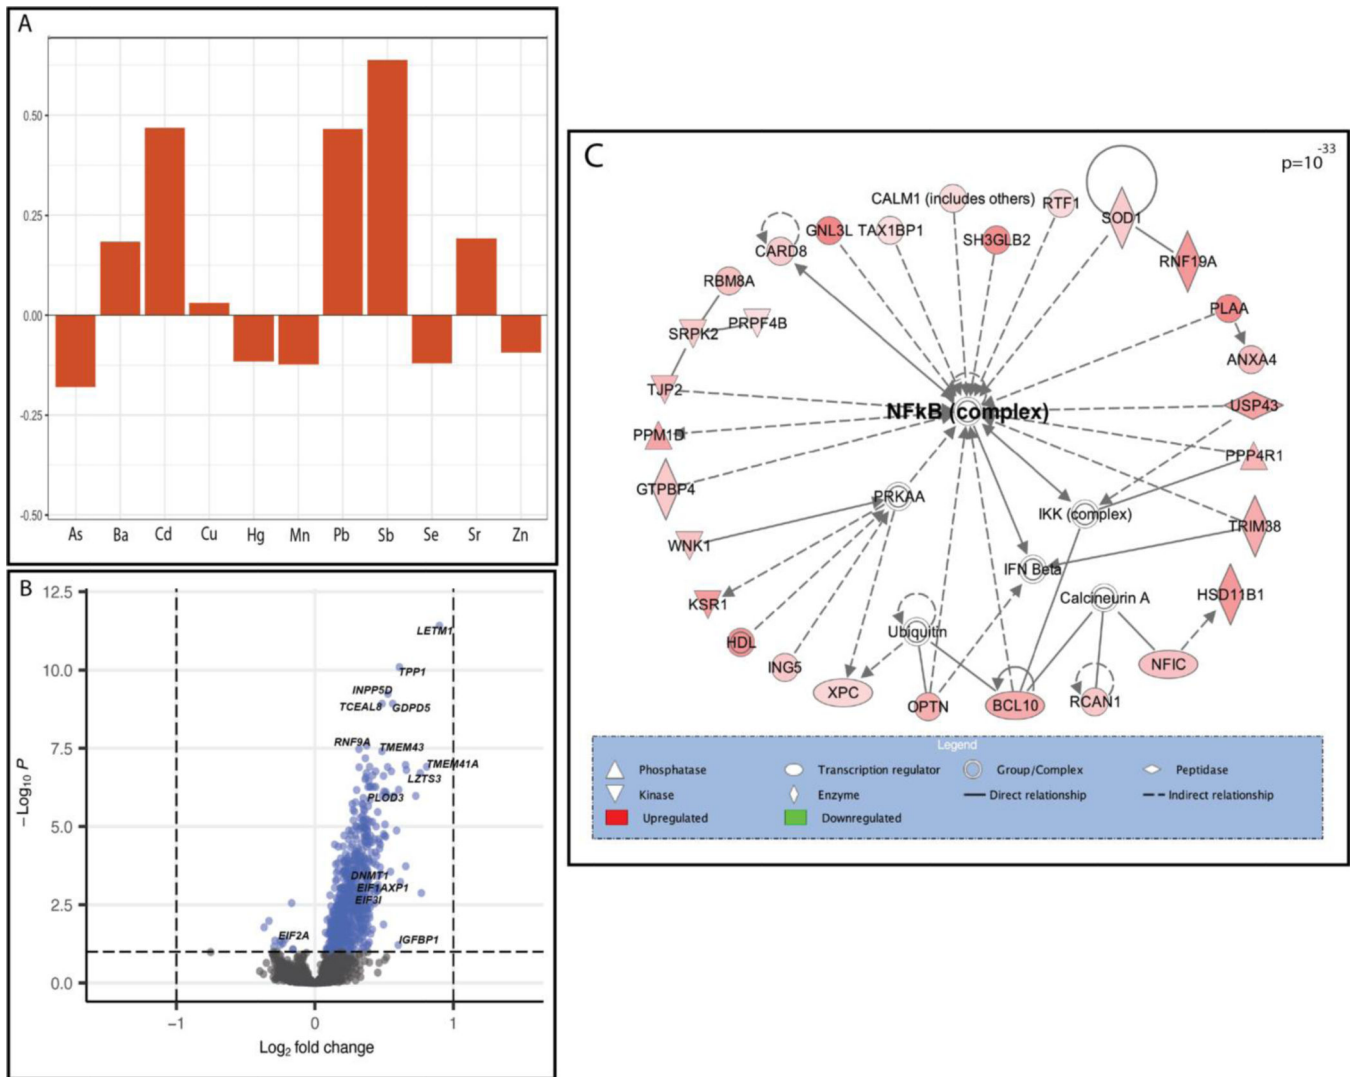 A
0.50
0.25
0.00
-0.25
-0.50
As Ba Cd Cu Hg Mn Pb Sb Se Sr Zn
B
12.5
10.0
7.5
5.0
2.5
0.0
– Log10 P
LETM1
TPP1
INPP5D
TCEAL8 GDPD5
RNF9A TMEM43
TMEM41A
LZTS3
PLOD3
DNMT1
EIF1AXP1
EIF3I
EIF2A IGFBP1
−1 0 1
Log2 fold change
C
p=10-33
CALM1 (includes others) RTF1
SOD1
GNL3L TAX1BP1
SH3GLB2
CARD8
RNF19A
RBM8A
PRPF4B
SRPK2
PLAA
ANXA4
TJP2
NFkB (complex)
USP43
PPM1D
PPP4R1
GTPBP4
PRKAA
IKK (complex)
TRIM38
WNK1
IFN Beta
KSR1
Calcineurin A
HSD11B1
HDL
Ubiquitin
ING5
NFIC
XPC
OPTN
BCL10
RCAN1
Legend
Phosphatase Transcription regulator Group/Complex Peptidase
Kinase Enzyme Direct relationship Indirect relationship
Upregulated Downregulated